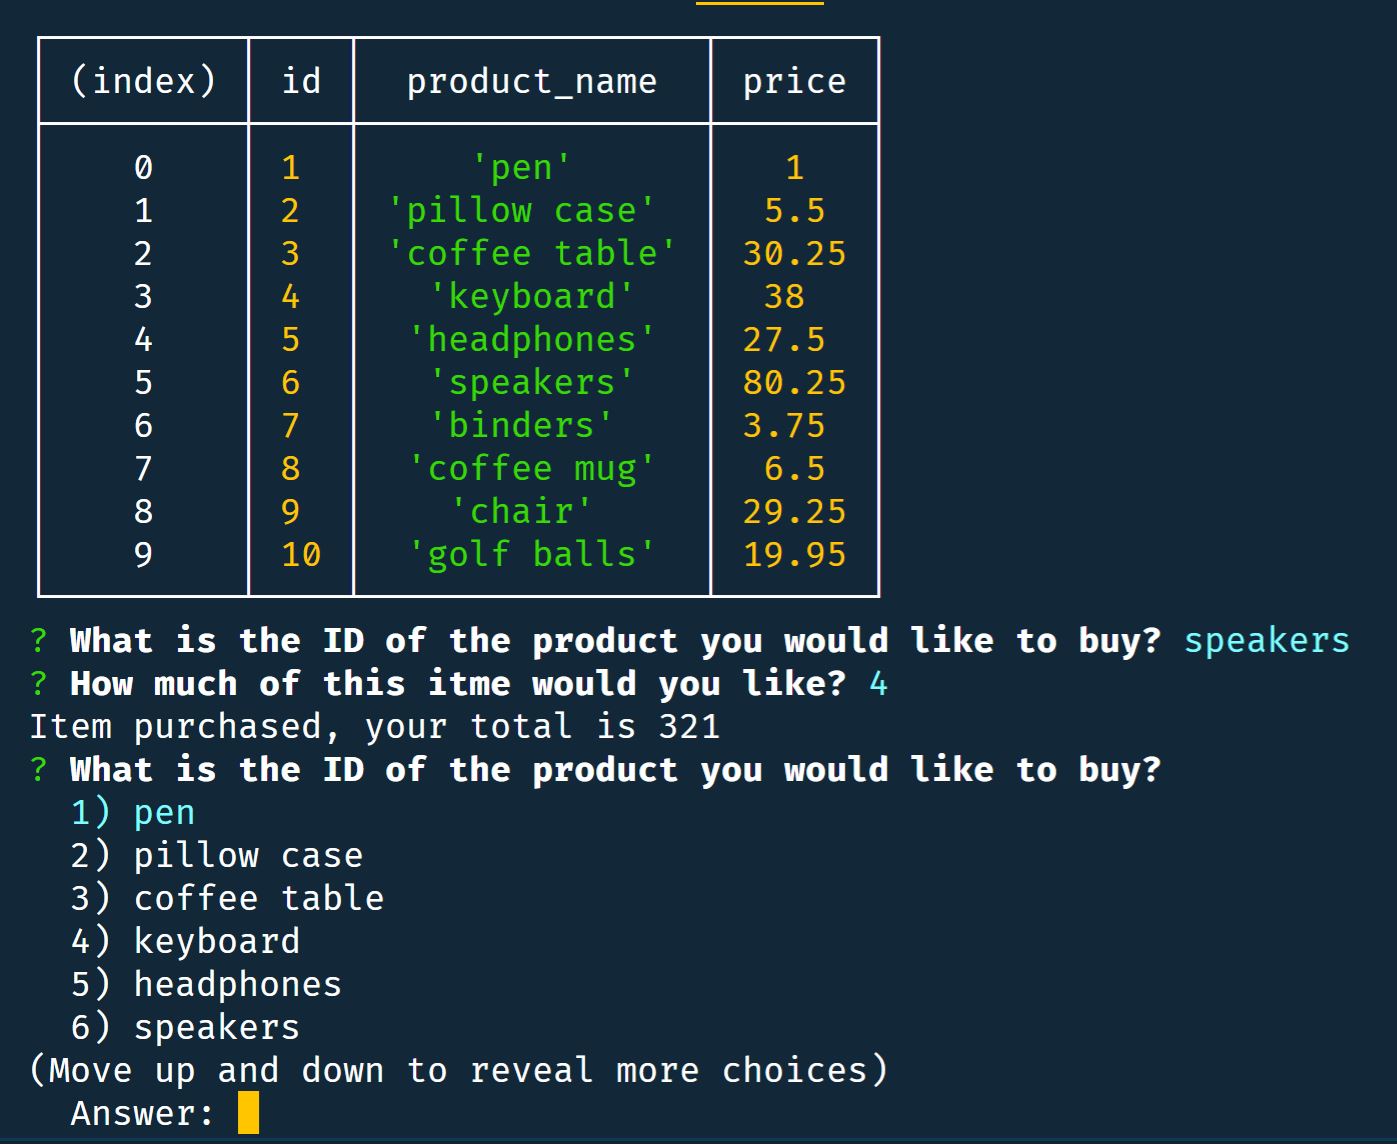 (index) id product_name price
0 1 'pen' 1
1 2 'pillow case' 5.5
2 3 'coffee table' 30.25
3 4 'keyboard' 38
4 5 'headphones' 27.5
5 6 'speakers' 80.25
6 7 'binders' 3.75
7 8 'coffee mug' 6.5
8 9 'chair' 29.25
9 10 'golf balls' 19.95
? What is the ID of the product you would like to buy? speakers
? How much of this itme would you like? 4
Item purchased, your total is 321
? What is the ID of the product you would like to buy?
1) pen
2) pillow case
3) coffee table
4) keyboard
5) headphones
6) speakers
(Move up and down to reveal more choices)
Answer: